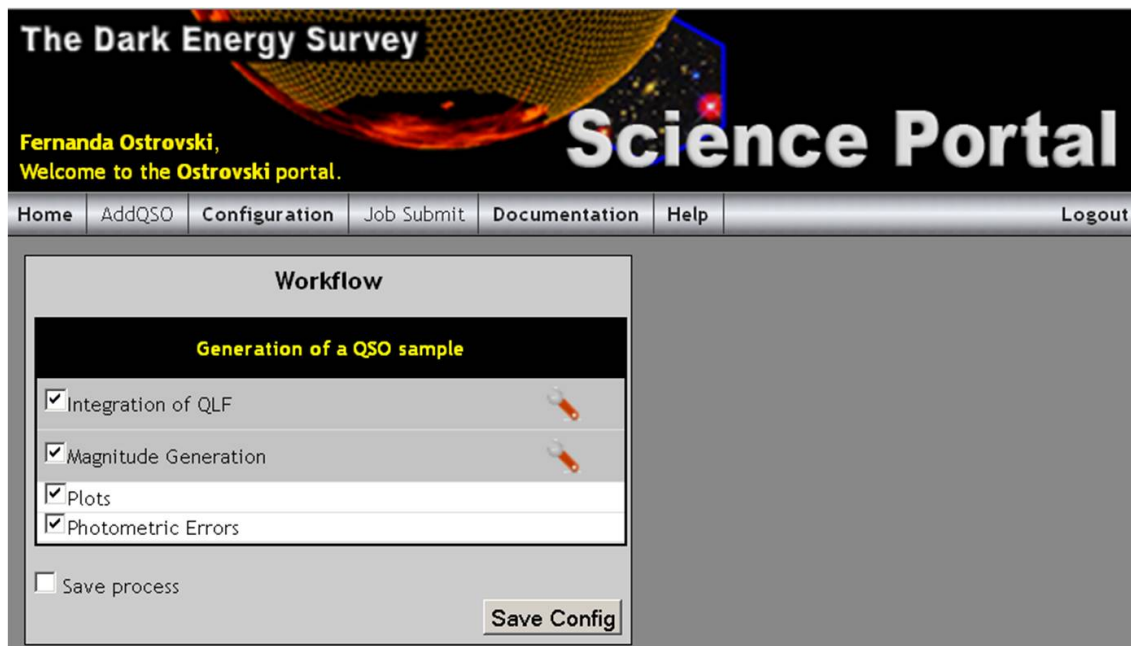 The Dark Energy Survey
Science Portal
Fernanda Ostrovski,
Welcome to the Ostrovski portal.
Home AddQSO Configuration Job Submit Documentation Help Logout
Workflow
Generation of a QSO sample
Integration of QLF
Magnitude Generation
Plots
Photometric Errors
Save process
Save Config